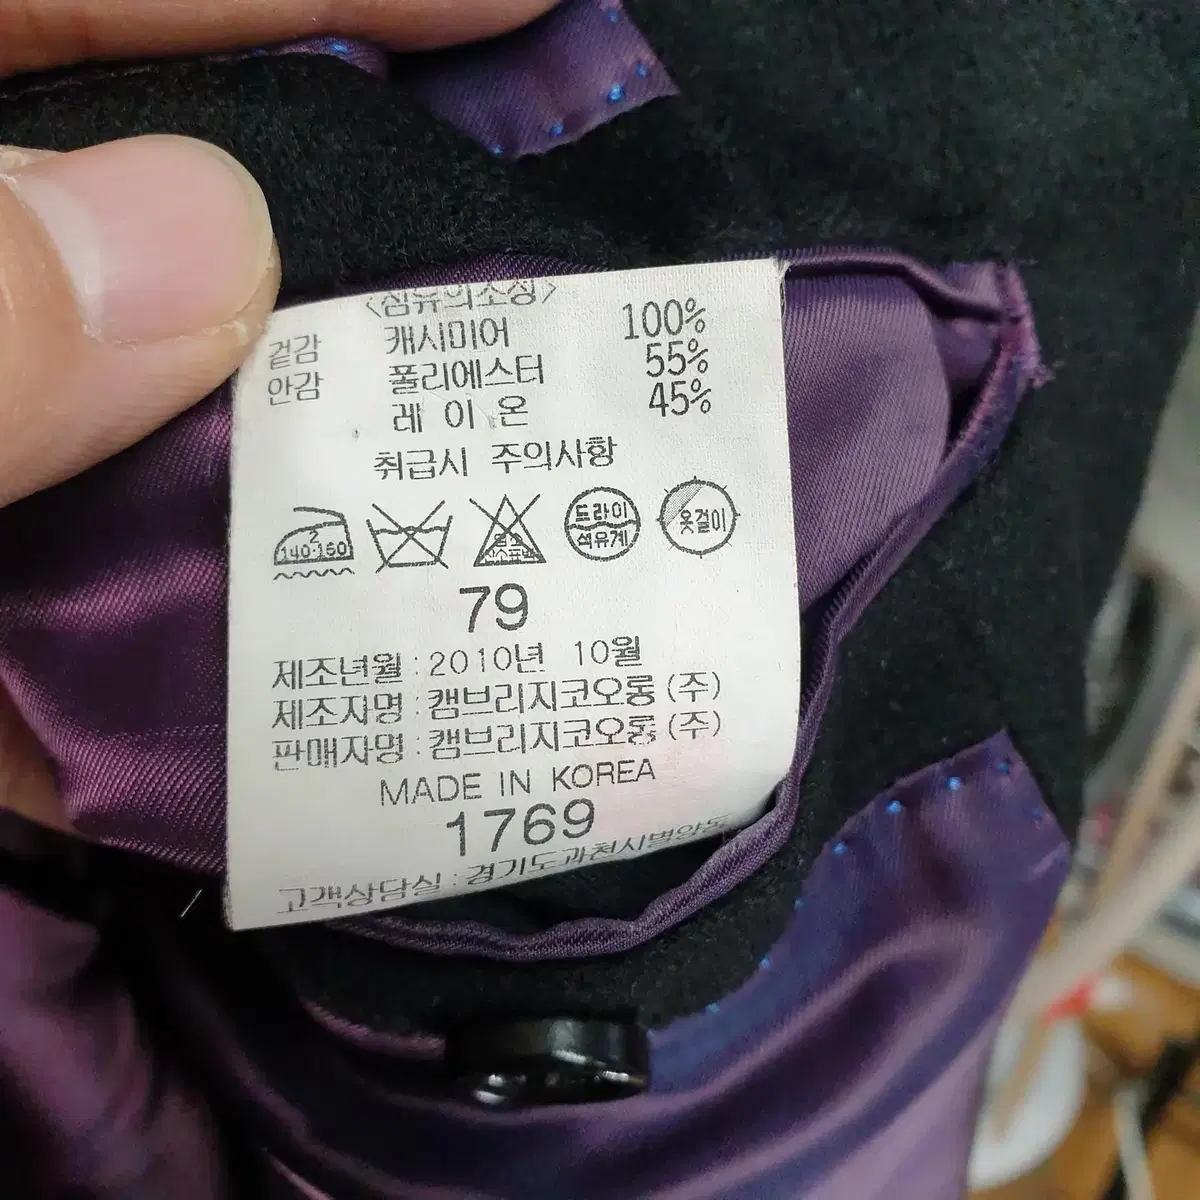 <섬유의조성>
겉감 캐시미어 100%
안감 폴리에스터 55%
레 이 온 45%
취급시 주의사항
2 140-160 드라이 석유계 옷걸이
79
제조년월 : 2010년 10월
제조자명 : 캠브리지코오롱(주)
판매자명 : 캠브리지코오롱(주)
MADE IN KOREA
1769
고객상담실 : 경기도과천시별양동